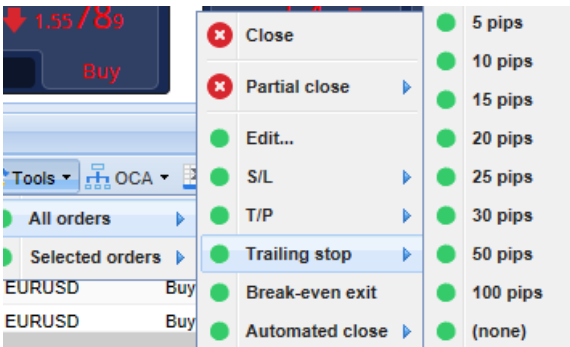 1.55789
Buy
Tools
OCA
All orders
Selected orders
EURUSD Buy
EURUSD Buy
Close
Partial close
Edit...
S/L
T/P
Trailing stop
Break-even exit
Automated close
5 pips
10 pips
15 pips
20 pips
25 pips
30 pips
50 pips
100 pips
(none)